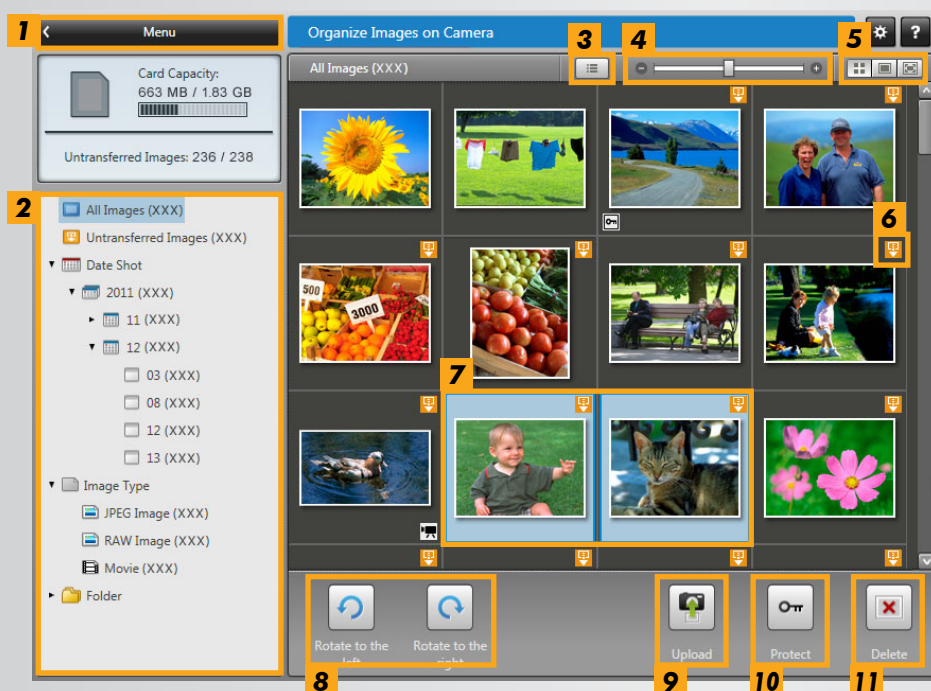 1
Menu
Organize Images on Camera
?
3
4
5
Card Capacity:
663 MB / 1.83 GB
Untransferred Images: 236 / 238
All Images (XXX)
2
All Images (XXX)
Untransferred Images (XXX)
Date Shot
2011 (XXX)
11 (XXX)
12 (XXX)
03 (XXX)
08 (XXX)
12 (XXX)
13 (XXX)
Image Type
JPEG Image (XXX)
RAW Image (XXX)
Movie (XXX)
Folder
6
500
3000
7
Rotate to the
left
Rotate to the
right
Upload
Protect
Delete
8
9
10
11